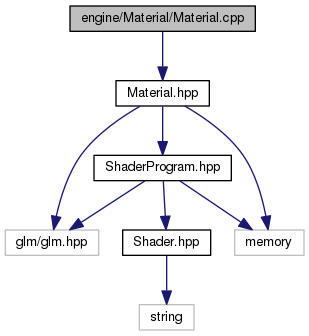 engine/Material/Material.cpp
Material.hpp
ShaderProgram.hpp
glm/glm.hpp
Shader.hpp
memory
string